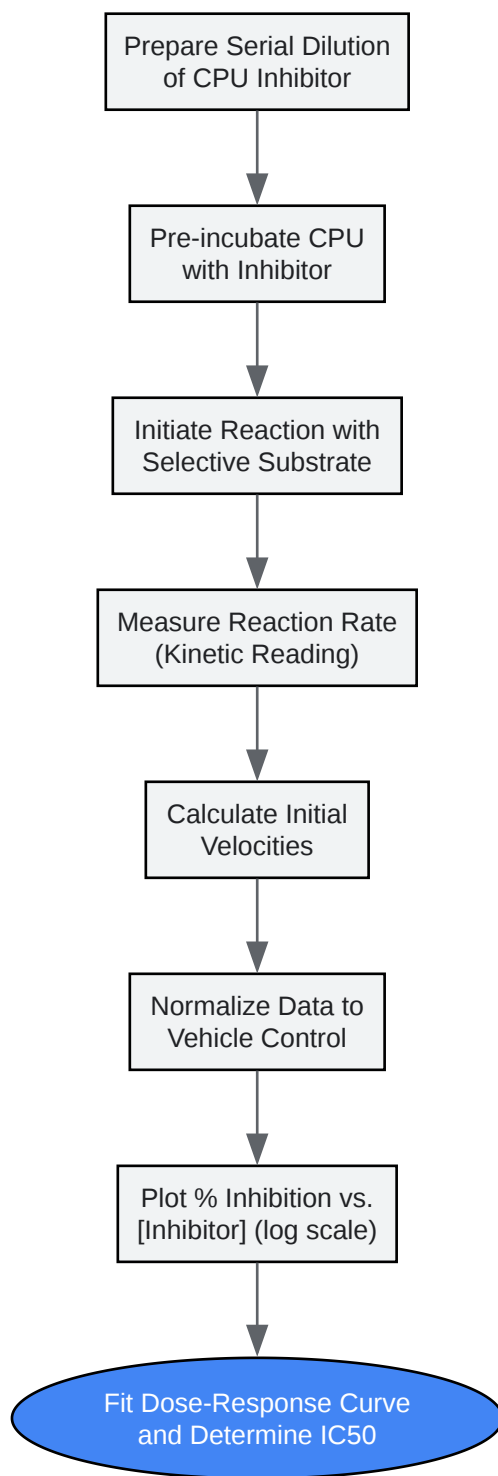 Prepare Serial Dilution
of CPU Inhibitor
Pre-incubate CPU
with Inhibitor
Initiate Reaction with
Selective Substrate
Measure Reaction Rate
(Kinetic Reading)
Calculate Initial
Velocities
Normalize Data to
Vehicle Control
Plot % Inhibition vs.
[Inhibitor] (log scale)
Fit Dose-Response Curve
and Determine IC50